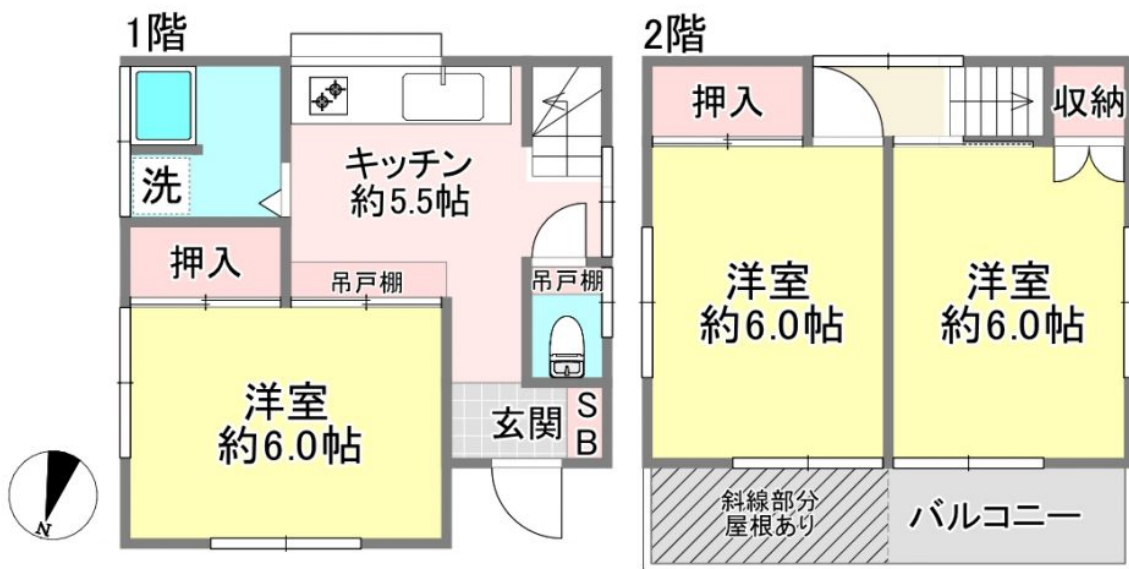 1階
洗
キッチン
約5.5帖
押入
吊戸棚
吊戸棚
洋室
約6.0帖
玄関
S
B
N
2階
押入
収納
洋室
約6.0帖
洋室
約6.0帖
斜線部分
屋根あり
バルコニー